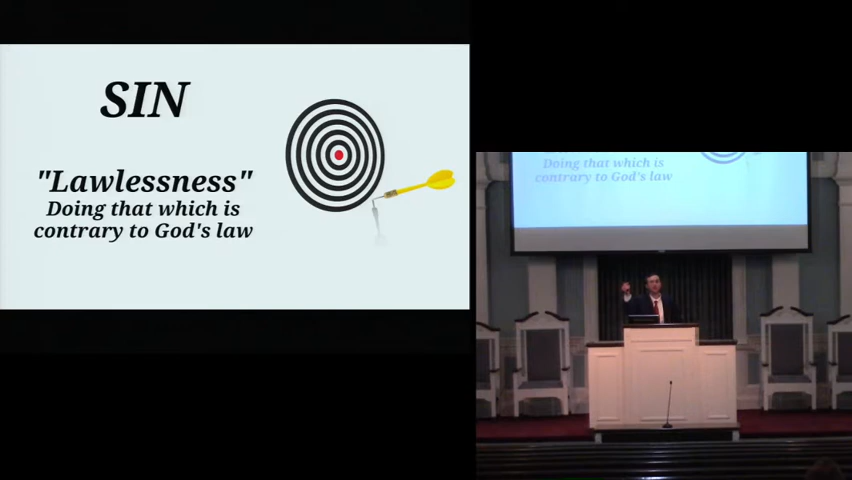 SIN
"Lawlessness"
Doing that which is
contrary to God's law
Doing that which is
contrary to God's law